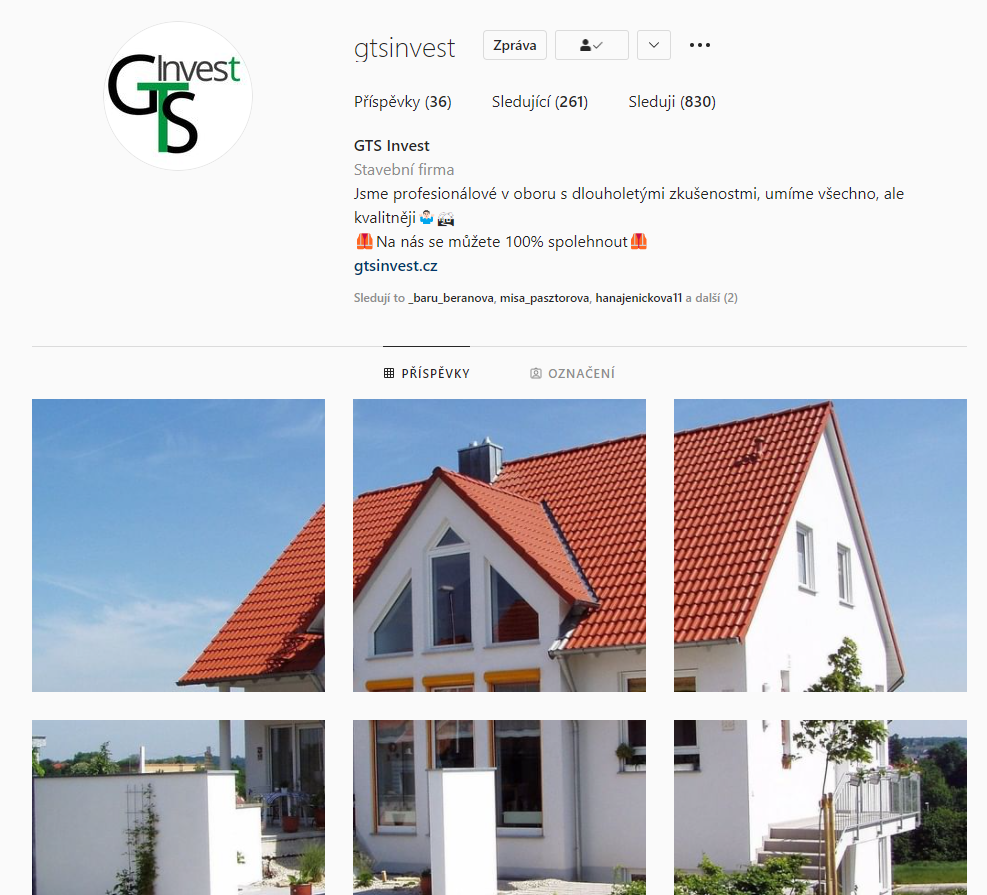 GTS Invest
gtsinvest
Zpráva
Příspěvky (36) Sledující (261) Sleduji (830)
GTS Invest
Stavební firma
Jsme profesionálové v oboru s dlouholetými zkušenostmi, umíme všechno, ale
kvalitněji
Na nás se můžete 100% spolehnout
gtsinvest.cz
Sledují to _baru_beranova, misa_pasztorova, hanajenickova11 a další (2)
PŘÍSPĚVKY OZNAČENÍ